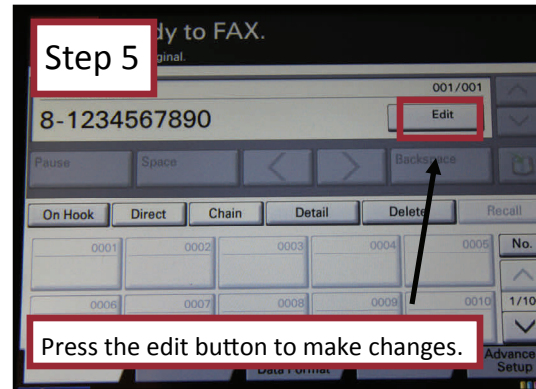 dy to FAX.
Step 5
ginal.
001/001
8-1234567890
Edit
Pause Space Backspace
On Hook Direct Chain Detail Delete Recall
0001 0002 0003 0004 0005 No.
0006 0007 0008 0009 0010 1/10
Press the edit button to make changes.
Data Format
Advance
Setup